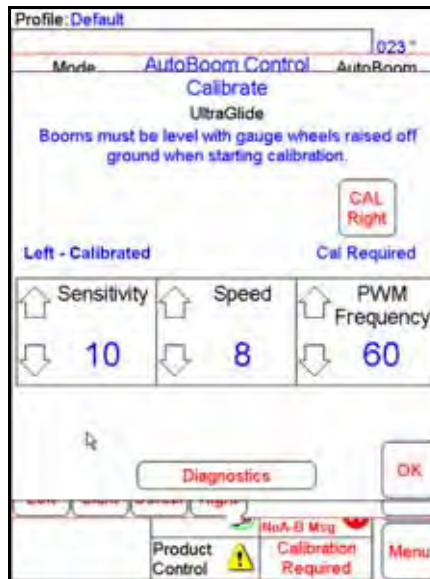 Profile: Default
023 "
Mode AutoBoom Control AutoBoom
Calibrate
UltraGlide
Booms must be level with gauge wheels raised off
ground when starting calibration.
CAL
Right
Left - Calibrated Cal Required
Sensitivity Speed PWM
Frequency
10 8 60
Diagnostics OK
NoA-B Msg
Product Calibration Menu
Control Required